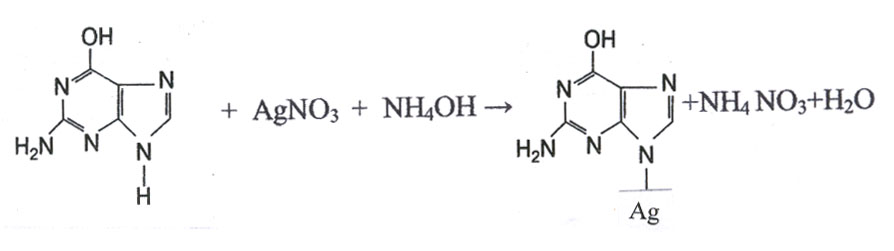 OH
OH
N
N
N
N
+ AgNO₃ + NH₄OH →
+NH₄ NO₃+H₂O
H₂N
N
N
H₂N
N
N
H
Ag